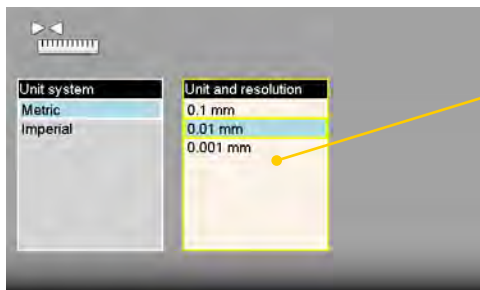 Unit system
Metric
Imperial
Unit and resolution
0.1 mm
0.01 mm
0.001 mm